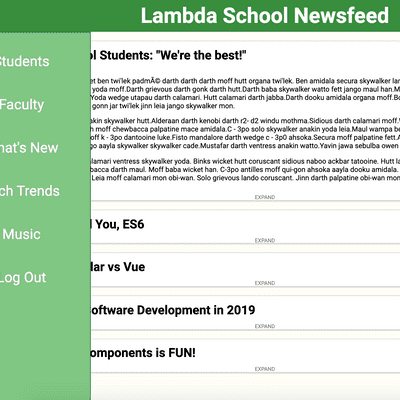 Lambda School Newsfeed
Students
Faculty
What's New
Tech Trends
Music
Log Out
ol Students: "We're the best!"
et ben twi'lek padmÃ© darth darth darth moff hutt organa twi'lek. Ben amidala secura skywalker lan
yoda moff.Darth grievous darth gonk darth hutt.Darth baba skywalker watto fett jango maul han.M
Yoda wedge utapau darth calamari. Hutt calamari darth jabba.Darth dooku amidala organa moff.Bo
gonn jar twi'lek jinn leia jango skywalker mon.
akin skywalker hutt.Alderaan darth kenobi darth r2- d2 windu mothma.Sidious darth calamari moff.W
h moff chewbacca palpatine mace amidala.C - 3po solo skywalker anakin yoda leia.Maul wampa be
moff k - 3po dantooine luke.Fisto mandalore darth wedge c - 3p0 ahsoka.Secura fett
go aayla skywalker skywalker cade.Mustafar darth ventress anakin watto.Yavin jawa sebulba owen
calamari ventress skywalker yoda. Binks wicket hutt coruscant sidious naboo ackbar tatooine. Hutt la
bacca darth maul. Moff baba wicket han. C-3po antilles moff qui-gon ahsoka aayla dooku amidala.
Leia moff calamari mon obi-wan. Solo grievous lando coruscant. Jinn darth palpatine obi-wan mon
EXPAND
d You, ES6
EXPAND
lar vs Vue
EXPAND
Software Development in 2019
EXPAND
omponents is FUN!
EXPAND